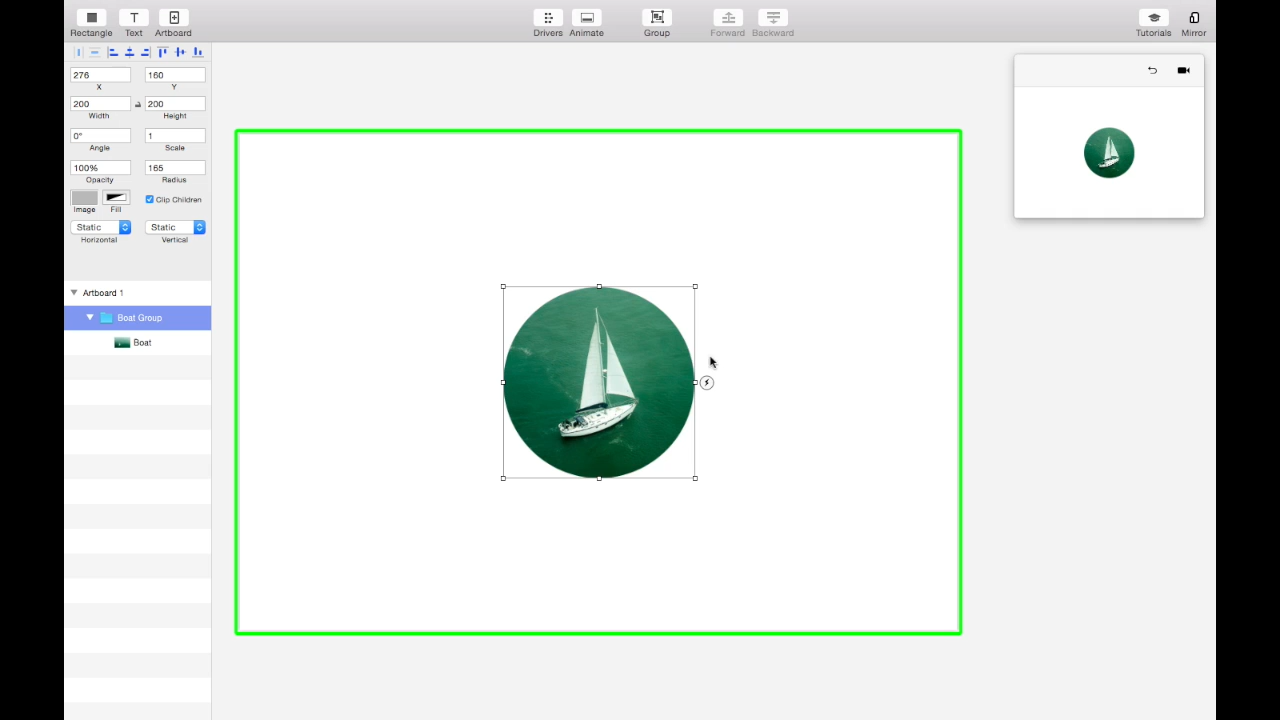 Rectangle Text Artboard Drivers Animate Group Forward Backward Tutorials Mirror
276 160
X Y
200 200
Width Height
0° 1
Angle Scale
100% 165
Opacity Radius
Clip Children
Image Fill
Static Static
Horizontal Vertical
Artboard 1
Boat Group
Boat